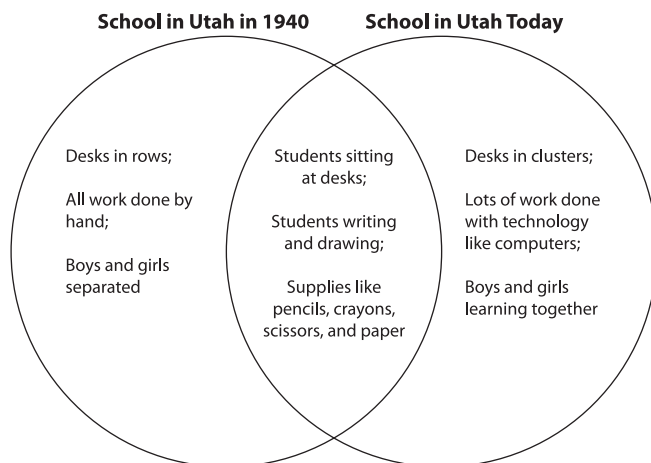 School in Utah in 1940
School in Utah Today
Desks in rows;
All work done by
hand;
Boys and girls
separated
Students sitting
at desks;
Students writing
and drawing;
Supplies like
pencils, crayons,
scissors, and paper
Desks in clusters;
Lots of work done
with technology
like computers;
Boys and girls
learning together